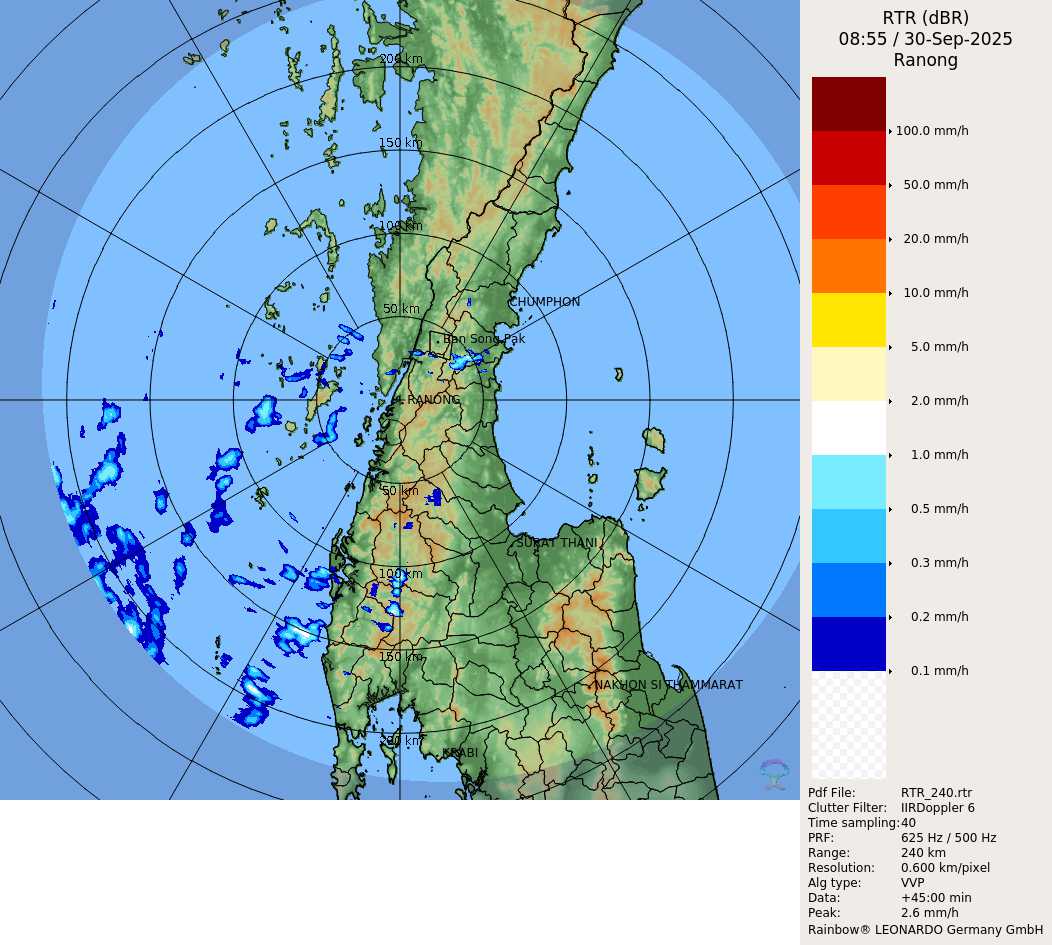 RTR (dBR)
08:55 / 30-Sep-2025
Ranong
100.0 mm/h
50.0 mm/h
20.0 mm/h
10.0 mm/h
5.0 mm/h
2.0 mm/h
1.0 mm/h
0.5 mm/h
0.3 mm/h
0.2 mm/h
0.1 mm/h
Pdf File: RTR_240.rtr
Clutter Filter: IIRDoppler 6
Time sampling: 40
PRF: 625 Hz / 500 Hz
Range: 240 km
Resolution: 0.600 km/pixel
Alg type: VVP
Data: +45:00 min
Peak: 2.6 mm/h
Rainbow® LEONARDO Germany GmbH
200 km
150 km
100 km
CHUMPHON
50 km
Ban Song Pak
RANONG
50 km
SURAT THANI
100 km
150 km
NAKHON SI THAMMARAT
200 km
KRABI